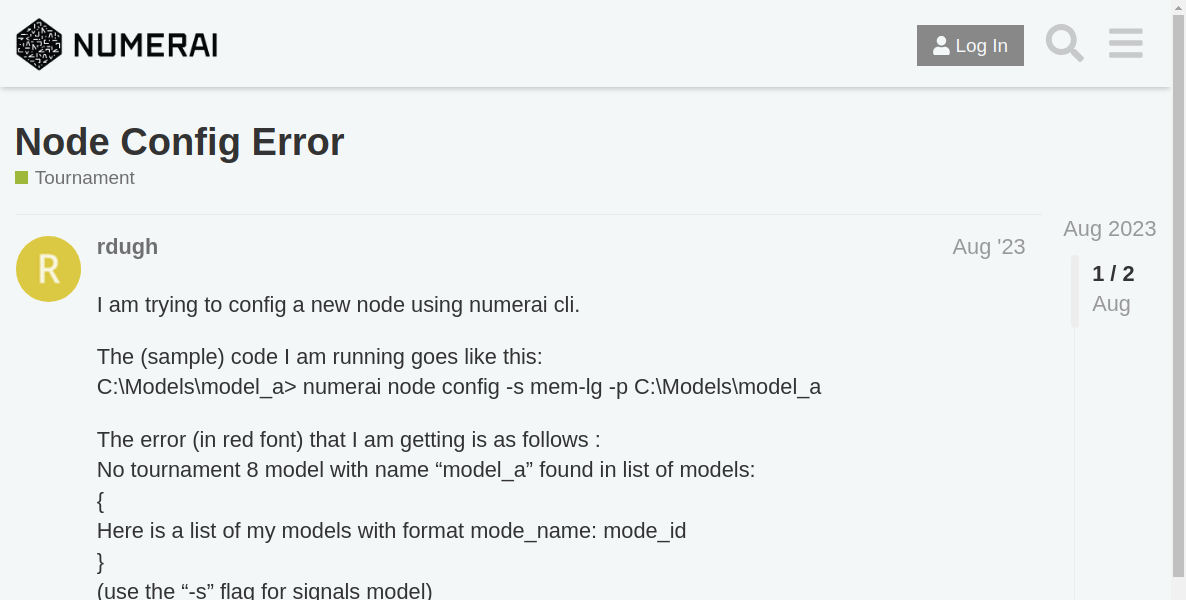 NUMERAI
Log In
Node Config Error
Tournament
Aug 2023
R
rdugh
Aug '23
1 / 2
Aug
I am trying to config a new node using numerai cli.
The (sample) code I am running goes like this:
C:\Models\model_a> numerai node config -s mem-lg -p C:\Models\model_a
The error (in red font) that I am getting is as follows :
No tournament 8 model with name “model_a” found in list of models:
{
Here is a list of my models with format mode_name: mode_id
}
(use the “-s” flag for signals model)